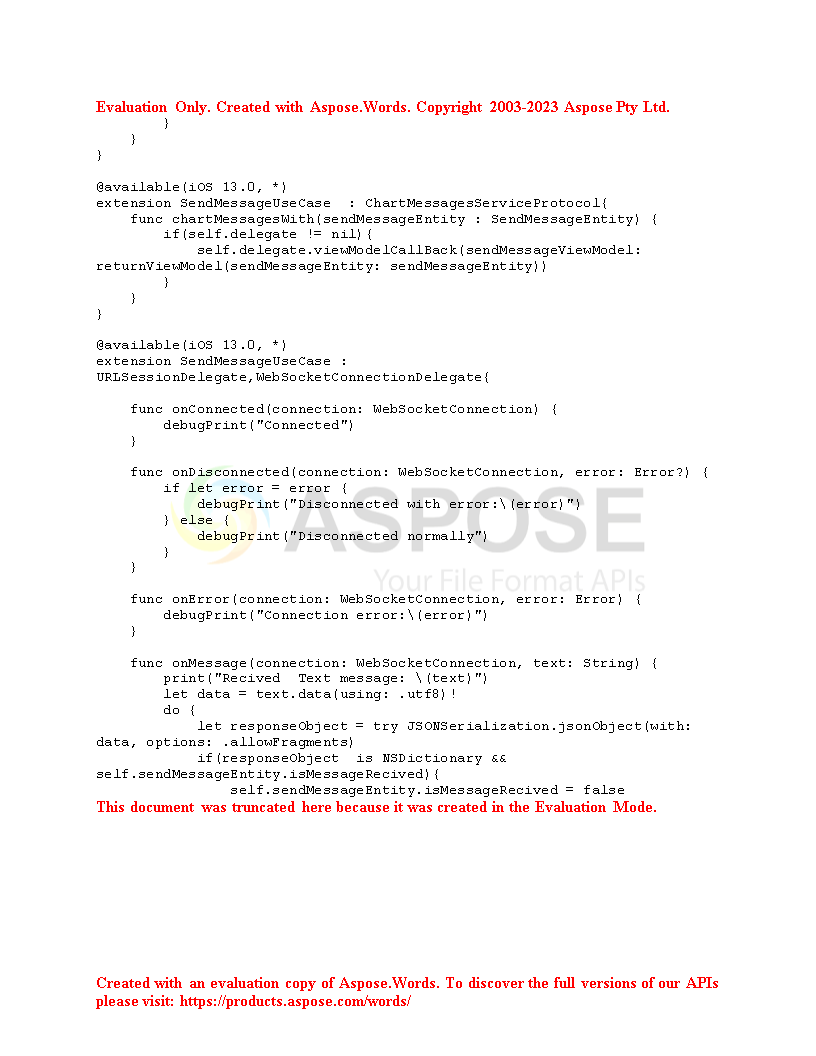 Evaluation Only. Created with Aspose.Words. Copyright 2003-2023 Aspose Pty Ltd.
        }
    }
}

@available(iOS 13.0, *)
extension SendMessageUseCase  : ChartMessagesServiceProtocol{
    func chartMessagesWith(sendMessageEntity : SendMessageEntity) {
        if(self.delegate != nil){
            self.delegate.viewModelCallBack(sendMessageViewModel:
returnViewModel(sendMessageEntity: sendMessageEntity))
        }
    }
}

@available(iOS 13.0, *)
extension SendMessageUseCase :
URLSessionDelegate,WebSocketConnectionDelegate{

    func onConnected(connection: WebSocketConnection) {
        debugPrint("Connected")
    }

    func onDisconnected(connection: WebSocketConnection, error: Error?) {
        if let error = error {
            debugPrint("Disconnected with error:\(error)")
        } else {
            debugPrint("Disconnected normally")
        }
    }

    func onError(connection: WebSocketConnection, error: Error) {
        debugPrint("Connection error:\(error)")
    }

    func onMessage(connection: WebSocketConnection, text: String) {
        print("Recived  Text message: \(text)")
        let data = text.data(using: .utf8)!
        do {
            let responseObject = try JSONSerialization.jsonObject(with:
data, options: .allowFragments)
            if(responseObject  is NSDictionary &&
self.sendMessageEntity.isMessageRecived){
                self.sendMessageEntity.isMessageRecived = false
This document was truncated here because it was created in the Evaluation Mode.
ASPOSE
Your File Format APIs
Created with an evaluation copy of Aspose.Words. To discover the full versions of our APIs
please visit: https://products.aspose.com/words/